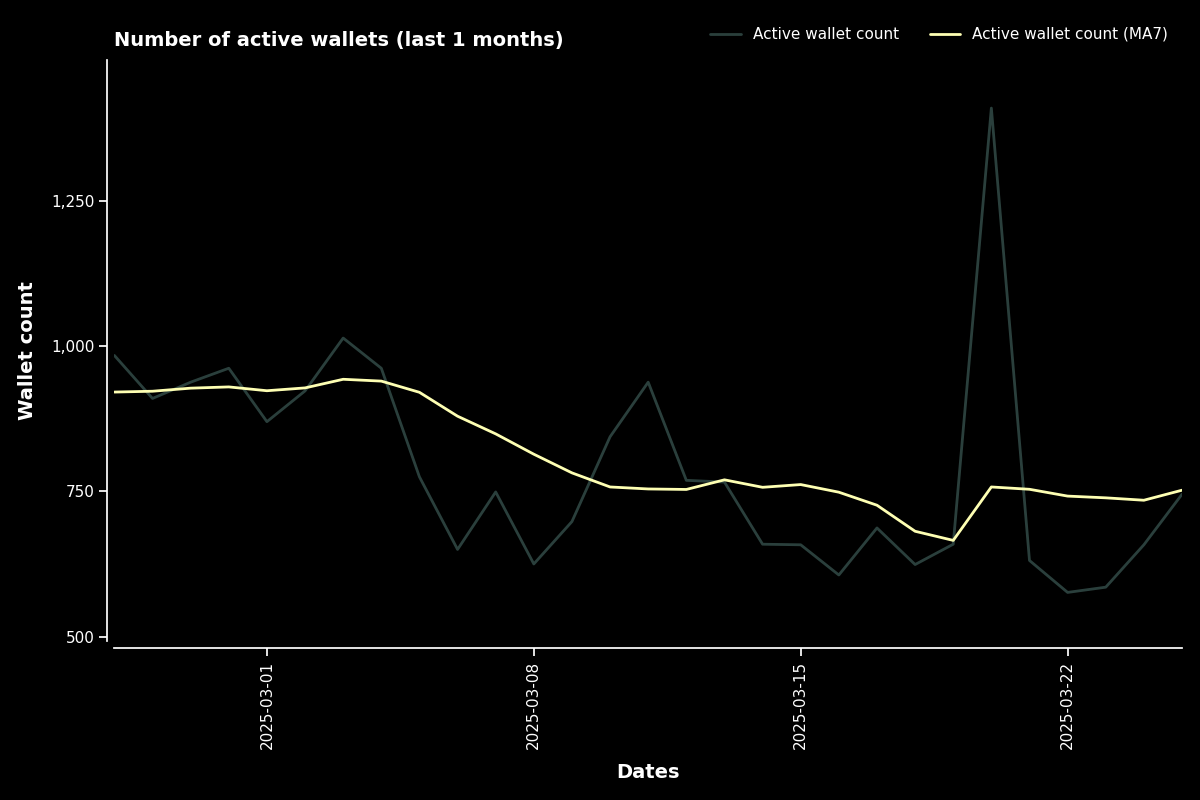 Number of active wallets (last 1 months)
Active wallet count
Active wallet count (MA7)
Wallet count
1,250
1,000
750
500
2025-03-01
2025-03-08
2025-03-15
2025-03-22
Dates